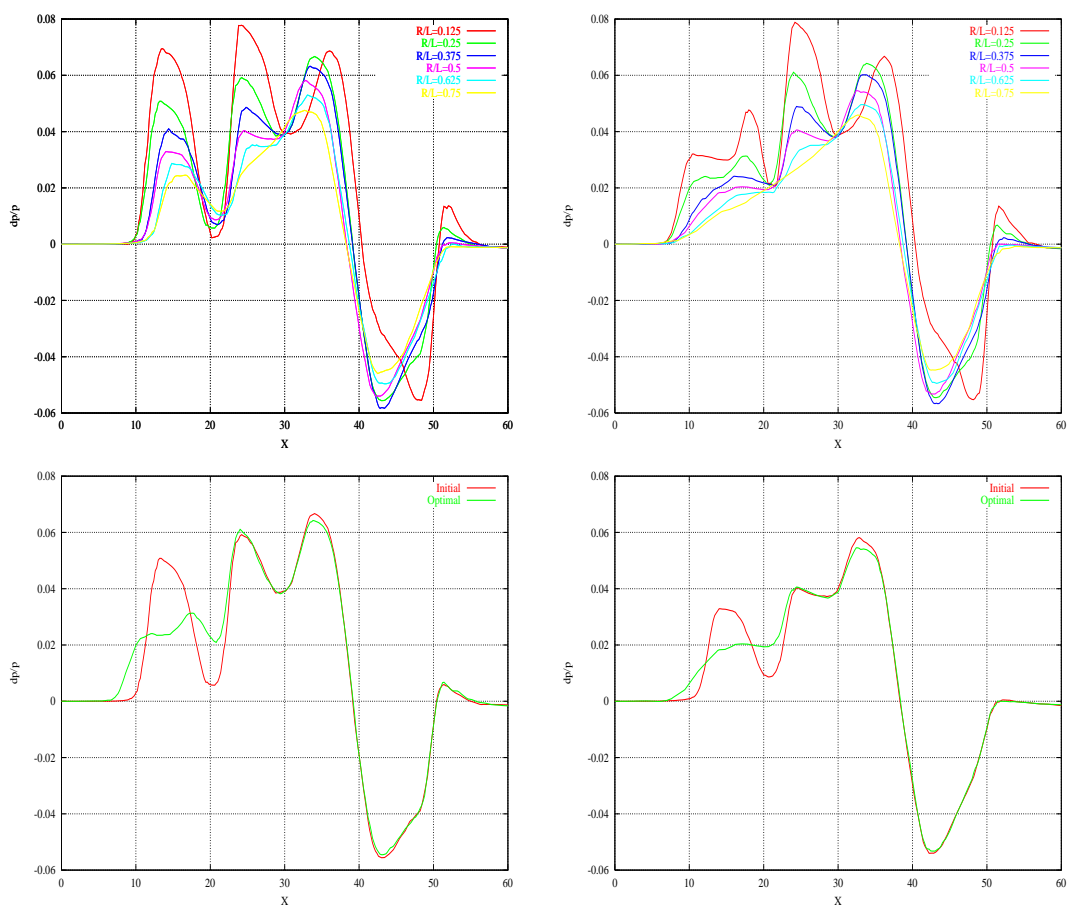 0.08
0.06
0.04
0.02
0
-0.02
-0.04
-0.06
0 10 20 30 40 50 60
dp/p
X
R/L=0.125
R/L=0.25
R/L=0.375
R/L=0.5
R/L=0.625
R/L=0.75
0.08
0.06
0.04
0.02
0
-0.02
-0.04
-0.06
0 10 20 30 40 50 60
dp/p
X
R/L=0.125
R/L=0.25
R/L=0.375
R/L=0.5
R/L=0.625
R/L=0.75
0.08
0.06
0.04
0.02
0
-0.02
-0.04
-0.06
0 10 20 30 40 50 60
dp/p
X
Initial
Optimal
0.08
0.06
0.04
0.02
0
-0.02
-0.04
-0.06
0 10 20 30 40 50 60
dp/p
X
Initial
Optimal